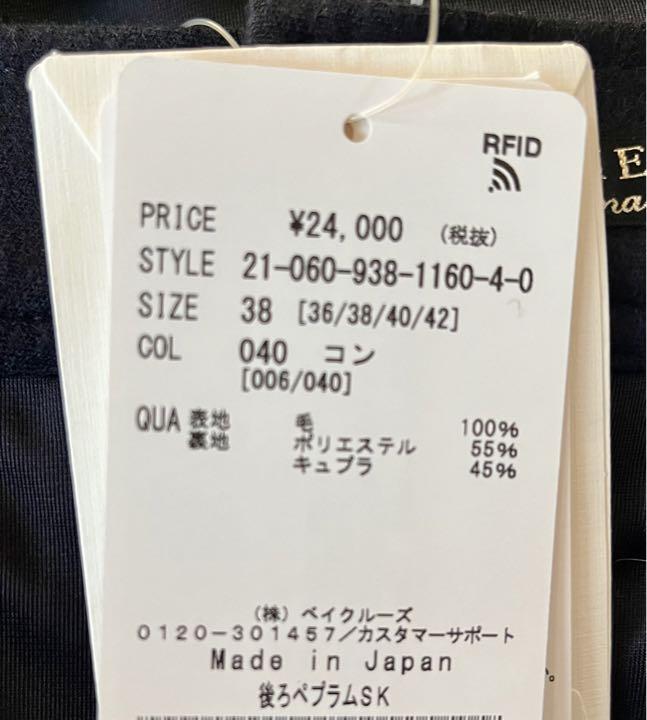 RFID
PRICE ¥24,000 (税抜)
STYLE 21-060-938-1160-4-0
SIZE 38 [36/38/40/42]
COL 040 コン
[006/040]
QUA 表地 毛 100%
裏地 ポリエステル 55%
キュプラ 45%
(株) ベイクルーズ
0120-301457/カスタマーサポート
Made in Japan
後ろペプラムSK